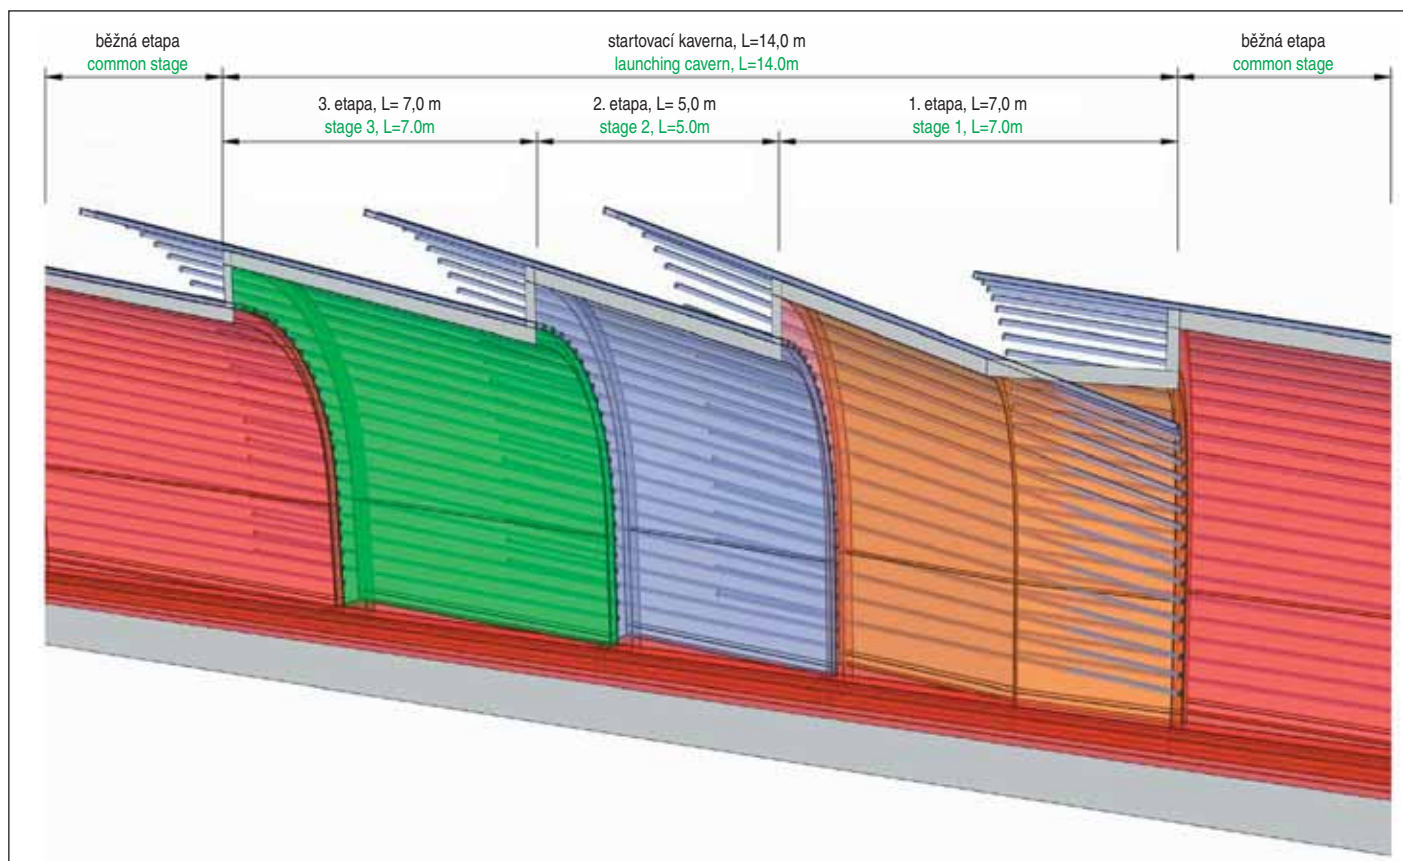 běžná etapa
common stage
startovací kaverna, L=14,0 m
launching cavern, L=14.0m
běžná etapa
common stage
3. etapa, L= 7,0 m
stage 3, L=7.0m
2. etapa, L= 5,0 m
stage 2, L=5.0m
1. etapa, L=7,0 m
stage 1, L=7.0m